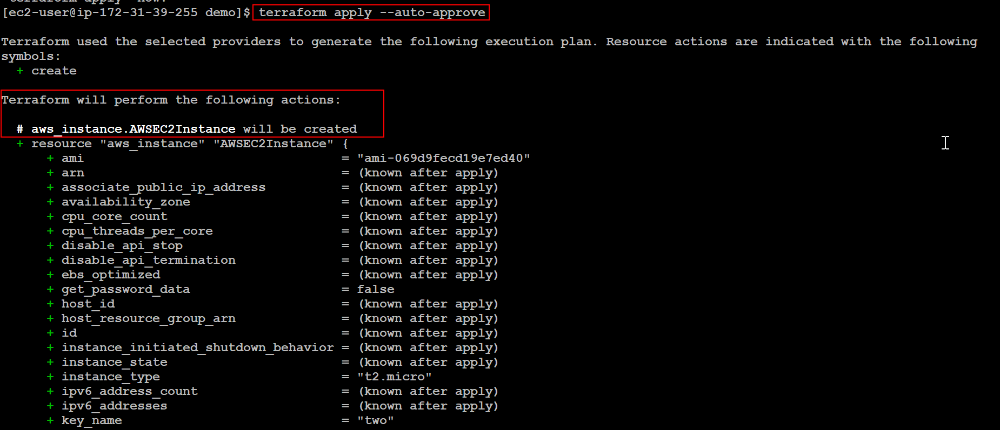 terraform apply "now.
[ec2-user@ip-172-31-39-255 demo]$ terraform apply --auto-approve
Terraform used the selected providers to generate the following execution plan. Resource actions are indicated with the following
symbols:
+ create
Terraform will perform the following actions:
# aws_instance.AWSEC2Instance will be created
+ resource "aws_instance" "AWSEC2Instance" {
+ ami = "ami-069d9fecd19e7ed40"
+ arn = (known after apply)
+ associate_public_ip_address = (known after apply)
+ availability_zone = (known after apply)
+ cpu_core_count = (known after apply)
+ cpu_threads_per_core = (known after apply)
+ disable_api_stop = (known after apply)
+ disable_api_termination = (known after apply)
+ ebs_optimized = (known after apply)
+ get_password_data = false
+ host_id = (known after apply)
+ host_resource_group_arn = (known after apply)
+ id = (known after apply)
+ instance_initiated_shutdown_behavior = (known after apply)
+ instance_state = (known after apply)
+ instance_type = "t2.micro"
+ ipv6_address_count = (known after apply)
+ ipv6_addresses = (known after apply)
+ key_name = "two"